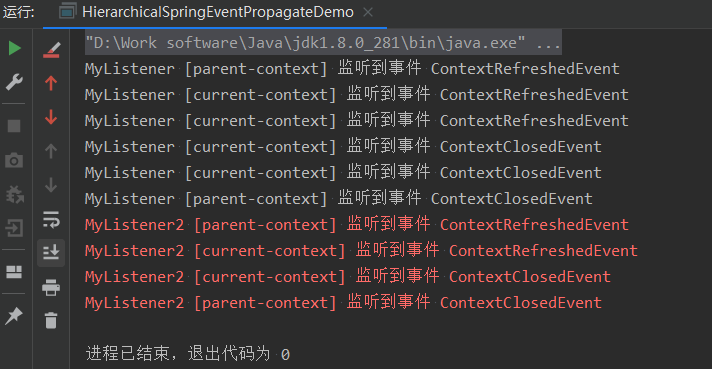 运行: HierarchicalSpringEventPropagateDemo
"D:\Work software\Java\jdk1.8.0_281\bin\java.exe" ...
MyListener [parent-context] 监听到事件 ContextRefreshedEvent
MyListener [current-context] 监听到事件 ContextRefreshedEvent
MyListener [current-context] 监听到事件 ContextRefreshedEvent
MyListener [current-context] 监听到事件 ContextClosedEvent
MyListener [current-context] 监听到事件 ContextClosedEvent
MyListener [parent-context] 监听到事件 ContextClosedEvent
MyListener2 [parent-context] 监听到事件 ContextRefreshedEvent
MyListener2 [current-context] 监听到事件 ContextRefreshedEvent
MyListener2 [current-context] 监听到事件 ContextClosedEvent
MyListener2 [parent-context] 监听到事件 ContextClosedEvent
进程已结束，退出代码为 0